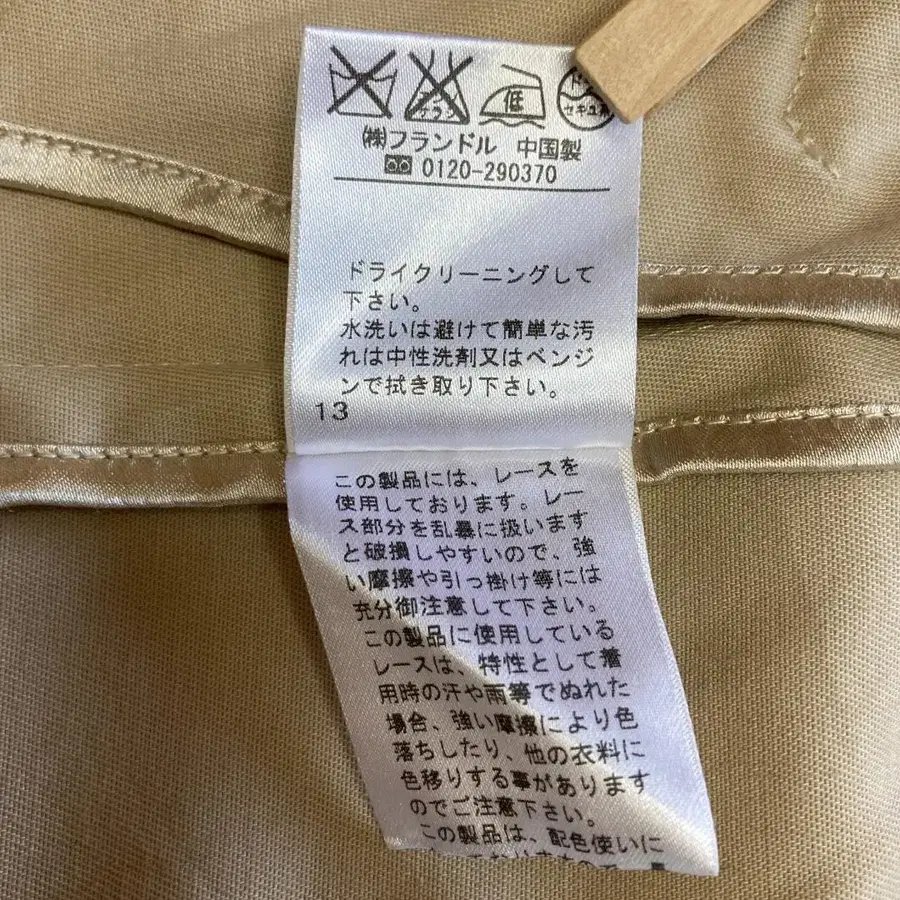 低
セキユ系
㈱フランドル 中国製
0120-290370
ドライクリーニングして
下さい。
水洗いは避けて簡単な汚
れは中性洗剤又はベンジ
ンで拭き取り下さい。
13
この製品には、レースを
使用しております。レー
ス部分を乱暴に扱います
と破損しやすいので、強
い摩擦や引っ掛け等には
充分御注意して下さい。
この製品に使用している
レースは、特性として着
用時の汗や雨等でぬれた
場合、強い摩擦により色
落ちしたり、他の衣料に
色移りする事があります
のでご注意下さい。
この製品は、配色使いに